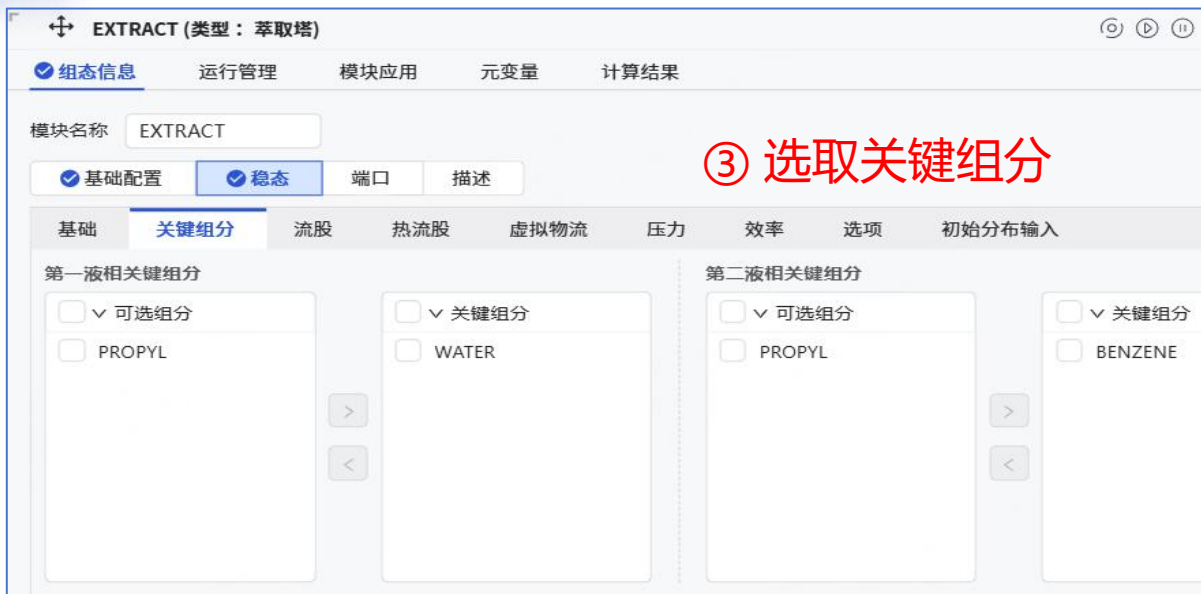 EXTRACT (类型： 萃取塔)
组态信息 运行管理 模块应用 元变量 计算结果
模块名称 EXTRACT
③ 选取关键组分
基础配置 稳态 端口 描述
基础 关键组分 流股 热流股 虚拟物流 压力 效率 选项 初始分布输入
第一液相关键组分 第二液相关键组分
可选组分 关键组分 可选组分 关键组分
PROPYL WATER PROPYL BENZENE
> >
< <